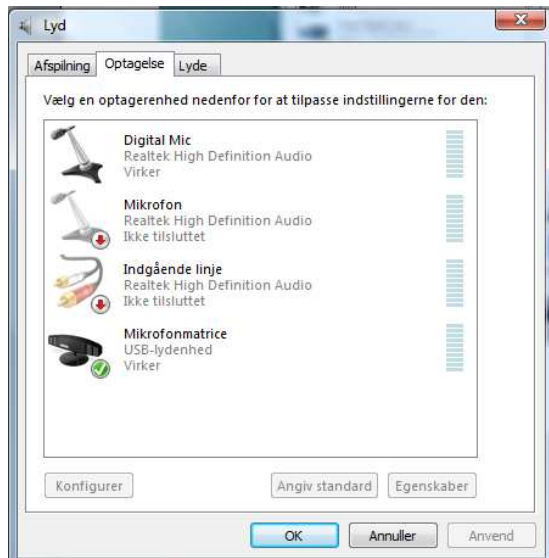 Lyd
Afspilning Optagelse Lyde
Vælg en optagerenhed nedenfor for at tilpasse indstillingerne for den:
Digital Mic
Realtek High Definition Audio
Virker
Mikrofon
Realtek High Definition Audio
Ikke tilsluttet
Indgående linje
Realtek High Definition Audio
Ikke tilsluttet
Mikrofonmatrice
USB-lydenhed
Virker
Konfigurer Angiv standard Egenskaber
OK Annuller Anvend